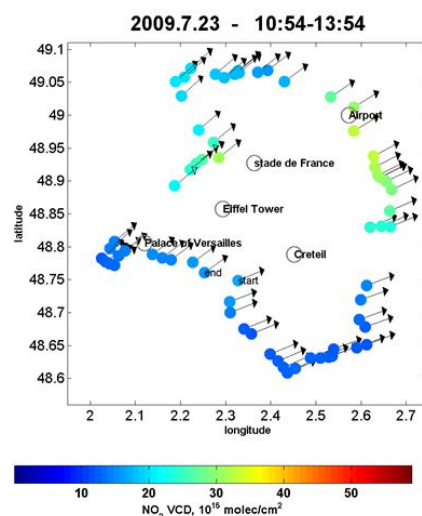 2009.7.23 - 10:54-13:54
49.1
49.05
49
48.95
48.9
48.85
48.8
48.75
48.7
48.65
48.6
latitude
Airport
stade de France
Eiffel Tower
Palace of Versailles
Creteil
end
start
2 2.1 2.2 2.3 2.4 2.5 2.6 2.7
longitude
10 20 30 40 50
NO₂ VCD, 10¹⁵ molec/cm²